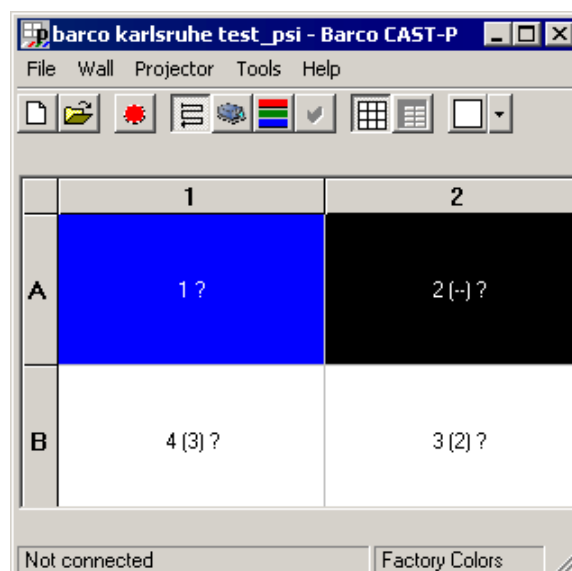 barco karlsruhe test_psi - Barco CAST-P
File Wall Projector Tools Help
1 2
A 1 ? 2 (--) ?
B 4 (3) ? 3 (2) ?
Not connected Factory Colors